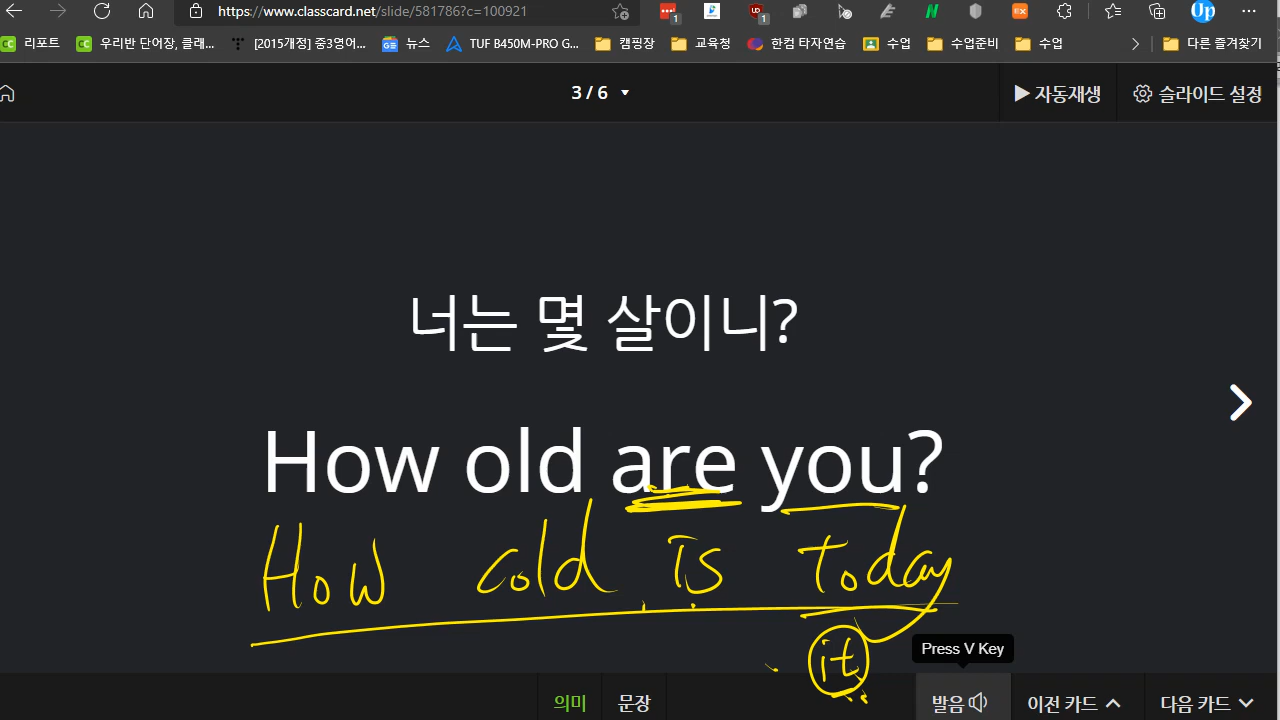 https://www.classcard.net/slide/581786?c=100921
리포트 우리반 단어장, 클래... [2015개정] 중3영어... 뉴스 TUF B450M-PRO G... 캠핑장 교육청 한컴 타자연습 수업 수업준비 수업 다른 즐겨찾기
3 / 6 자동재생 슬라이드 설정
너는 몇 살이니?
How old are you?
How cold is today
it
Press V Key
의미 문장 발음 이전 카드 다음 카드